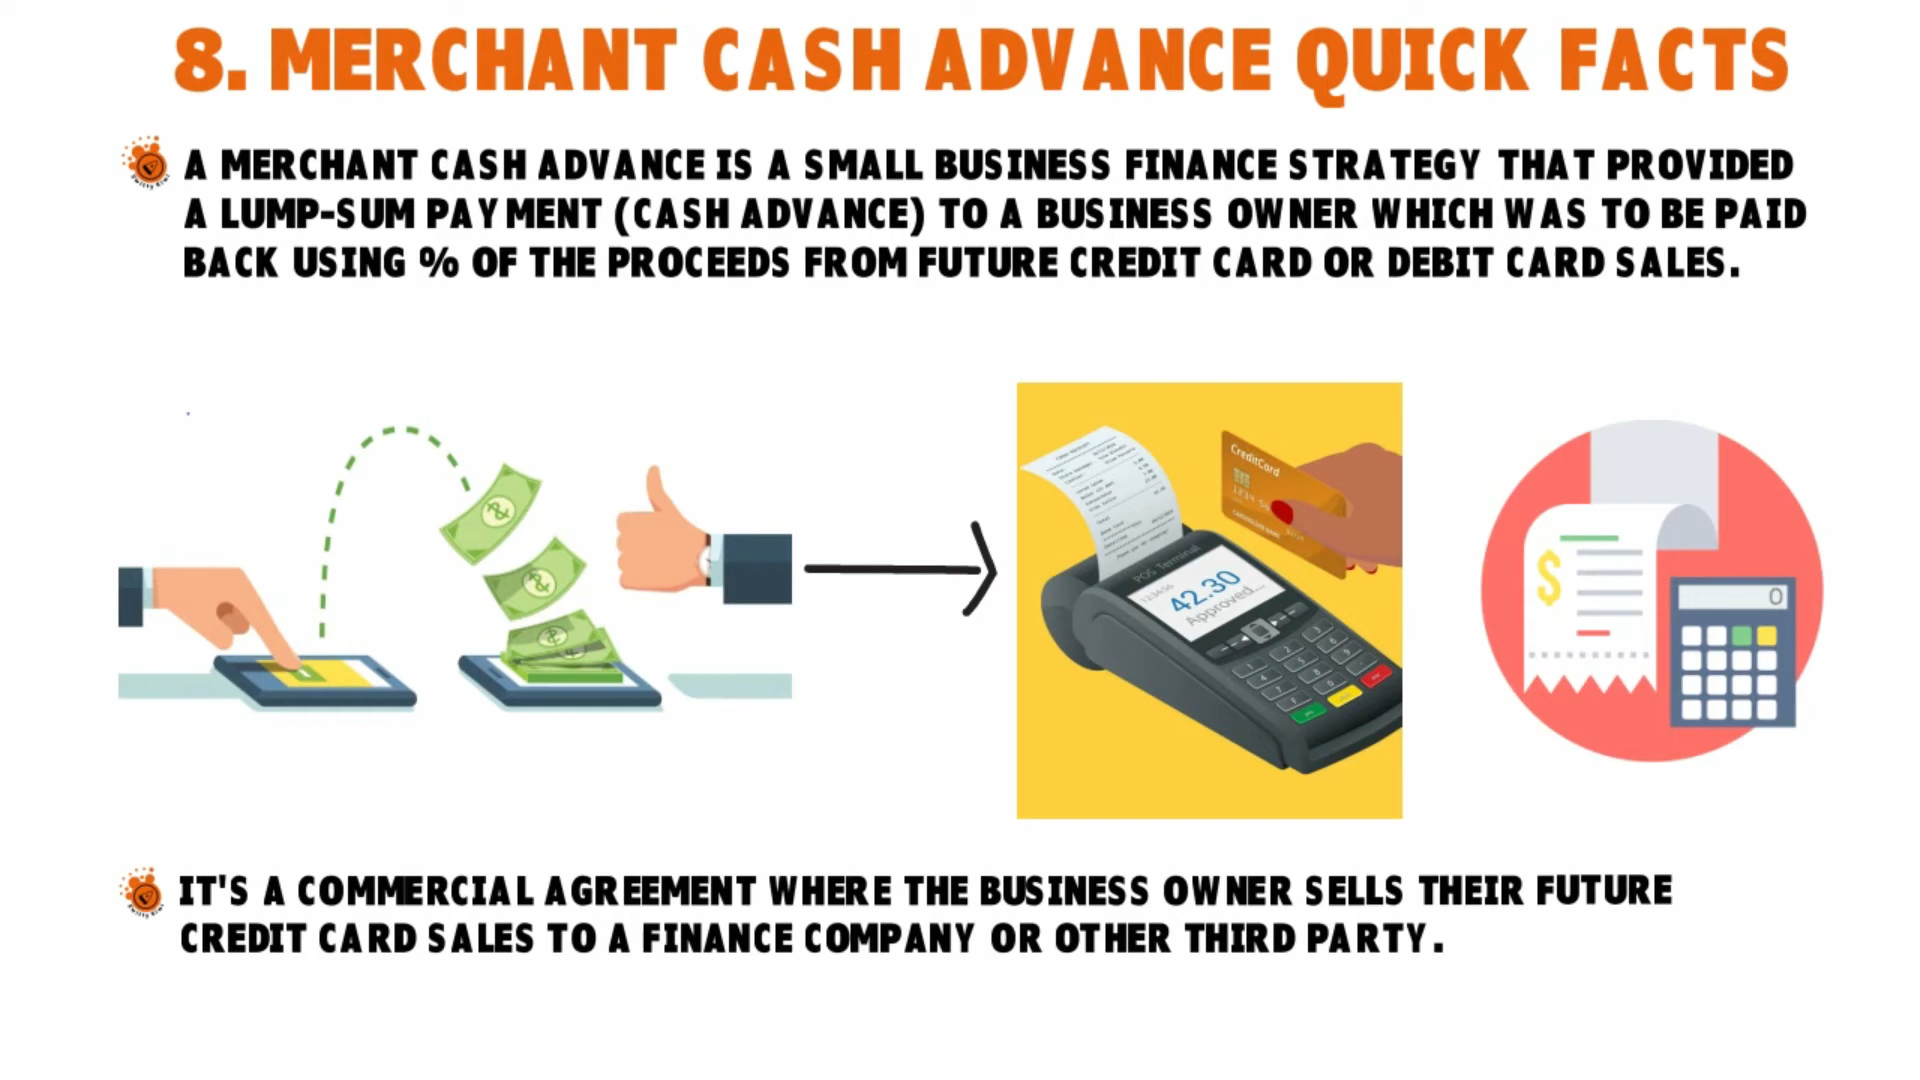 8. MERCHANT CASH ADVANCE QUICK FACTS
A MERCHANT CASH ADVANCE IS A SMALL BUSINESS FINANCE STRATEGY THAT PROVIDED
A LUMP-SUM PAYMENT (CASH ADVANCE) TO A BUSINESS OWNER WHICH WAS TO BE PAID
BACK USING % OF THE PROCEEDS FROM FUTURE CREDIT CARD OR DEBIT CARD SALES.
CreditCard
POS Terminal
42.30
Approved...
$
0
IT'S A COMMERCIAL AGREEMENT WHERE THE BUSINESS OWNER SELLS THEIR FUTURE
CREDIT CARD SALES TO A FINANCE COMPANY OR OTHER THIRD PARTY.